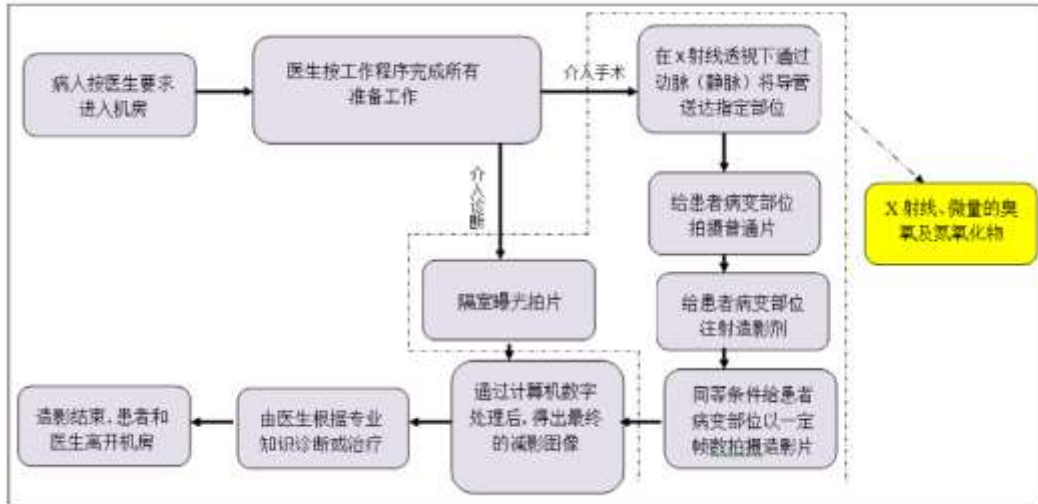 病人按医生要求
进入机房
医生按工作程序完成所有
准备工作
介入手术
在X射线透视下通过
动脉（静脉）将导管
送达指定部位
介入诊断
给患者病变部位
拍摄普通片
X射线、微量的臭
氧及氮氧化物
隔室曝光拍片
给患者病变部位
注射造影剂
同等条件给患者
病变部位以一定
帧数拍摄造影片
通过计算机数字
处理后，得出最终
的减影图像
由医生根据专业
知识诊断或治疗
造影结束，患者和
医生离开机房